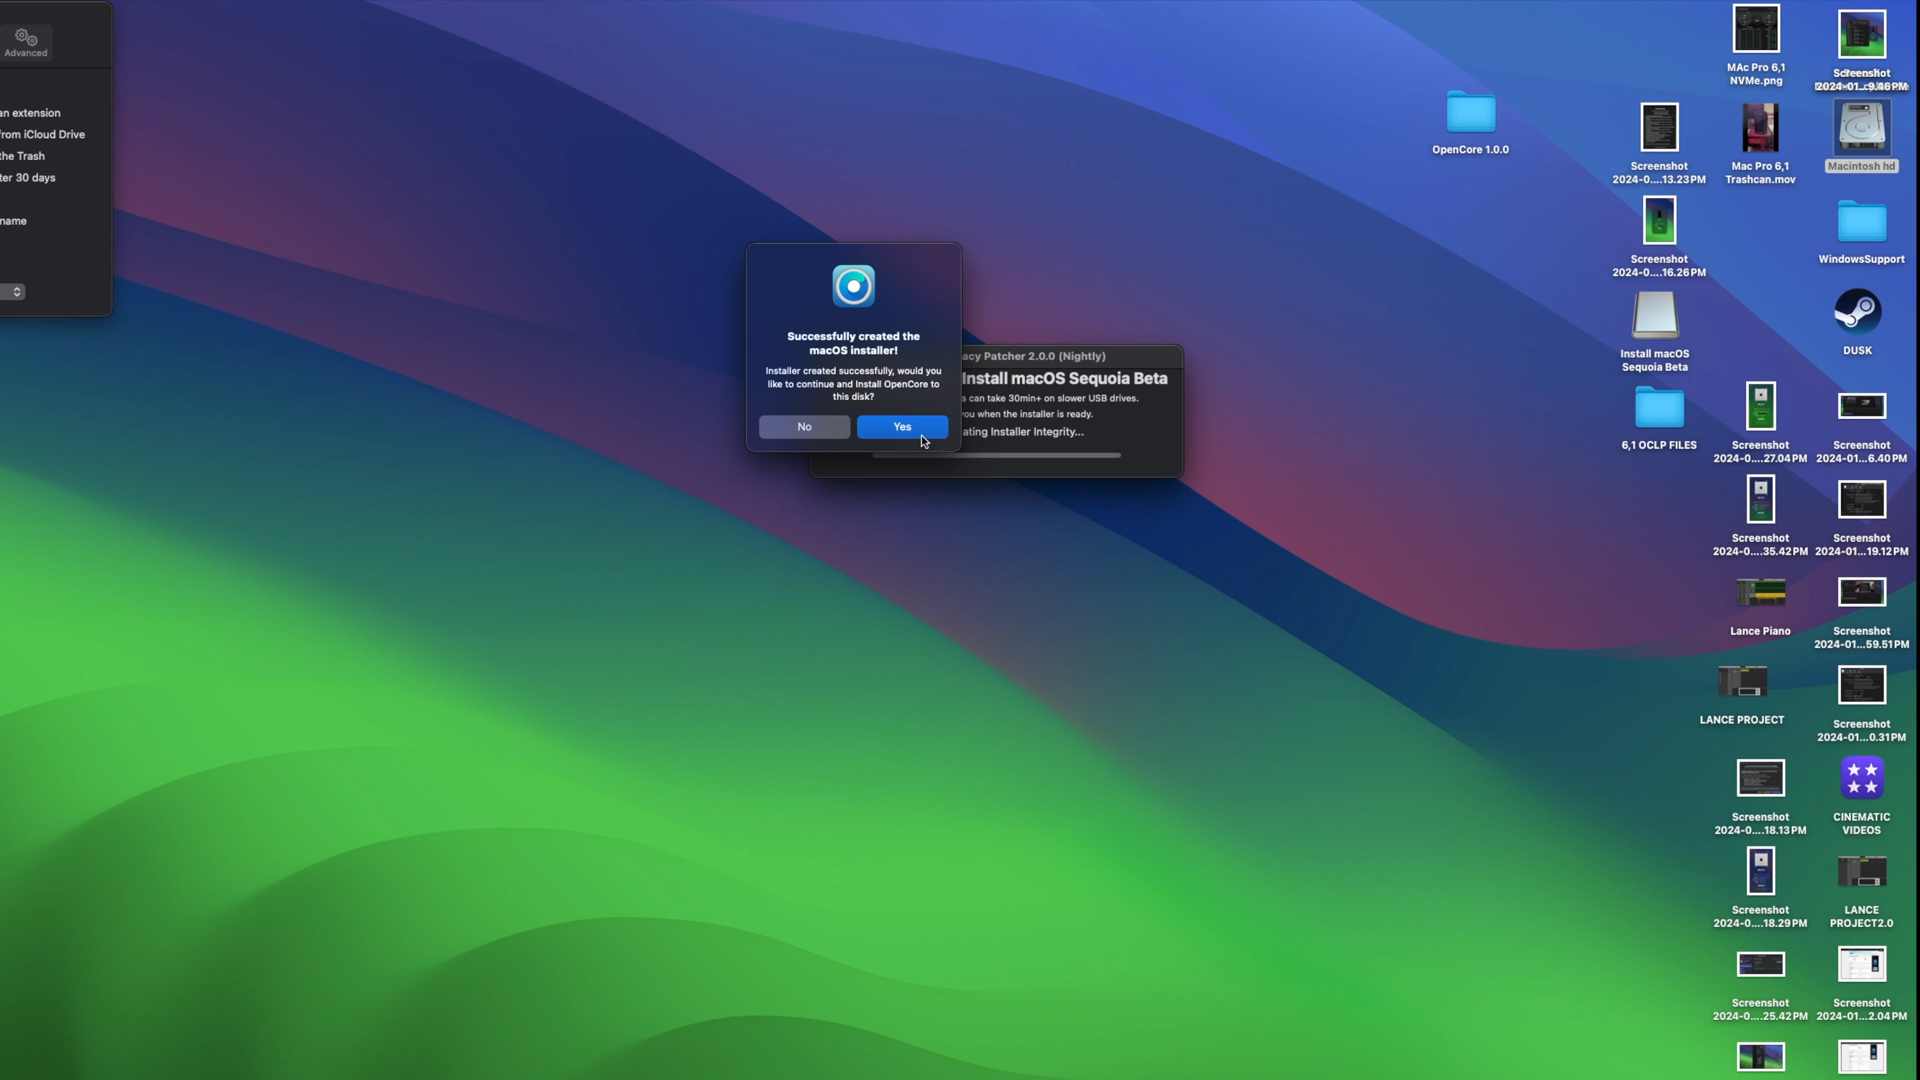 Advanced
an extension
from iCloud Drive
the Trash
ter 30 days
name
Successfully created the
macOS installer!
Installer created successfully, would you
like to continue and Install OpenCore to
this disk?
No
Yes
acy Patcher 2.0.0 (Nightly)
Install macOS Sequoia Beta
s can take 30min+ on slower USB drives.
you when the installer is ready.
ating Installer Integrity...
OpenCore 1.0.0
Screenshot
2024-0....13.23 PM
Screenshot
2024-0....16.26 PM
Install macOS
Sequoia Beta
6,1 OCLP FILES
MAc Pro 6,1
NVMe.png
Mac Pro 6,1
Trashcan.mov
Screenshot
2024-0....27.04 PM
Screenshot
2024-0....35.42 PM
Lance Piano
LANCE PROJECT
Screenshot
2024-0....18.13 PM
Screenshot
2024-0....18.29 PM
Screenshot
2024-0....25.42 PM
Screenshot
2024-01...9.46 PM
Macintosh hd
WindowsSupport
DUSK
Screenshot
2024-01...6.40 PM
Screenshot
2024-01...19.12 PM
Screenshot
2024-01...59.51 PM
Screenshot
2024-01...0.31 PM
CINEMATIC
VIDEOS
LANCE
PROJECT2.0
Screenshot
2024-01...2.04 PM